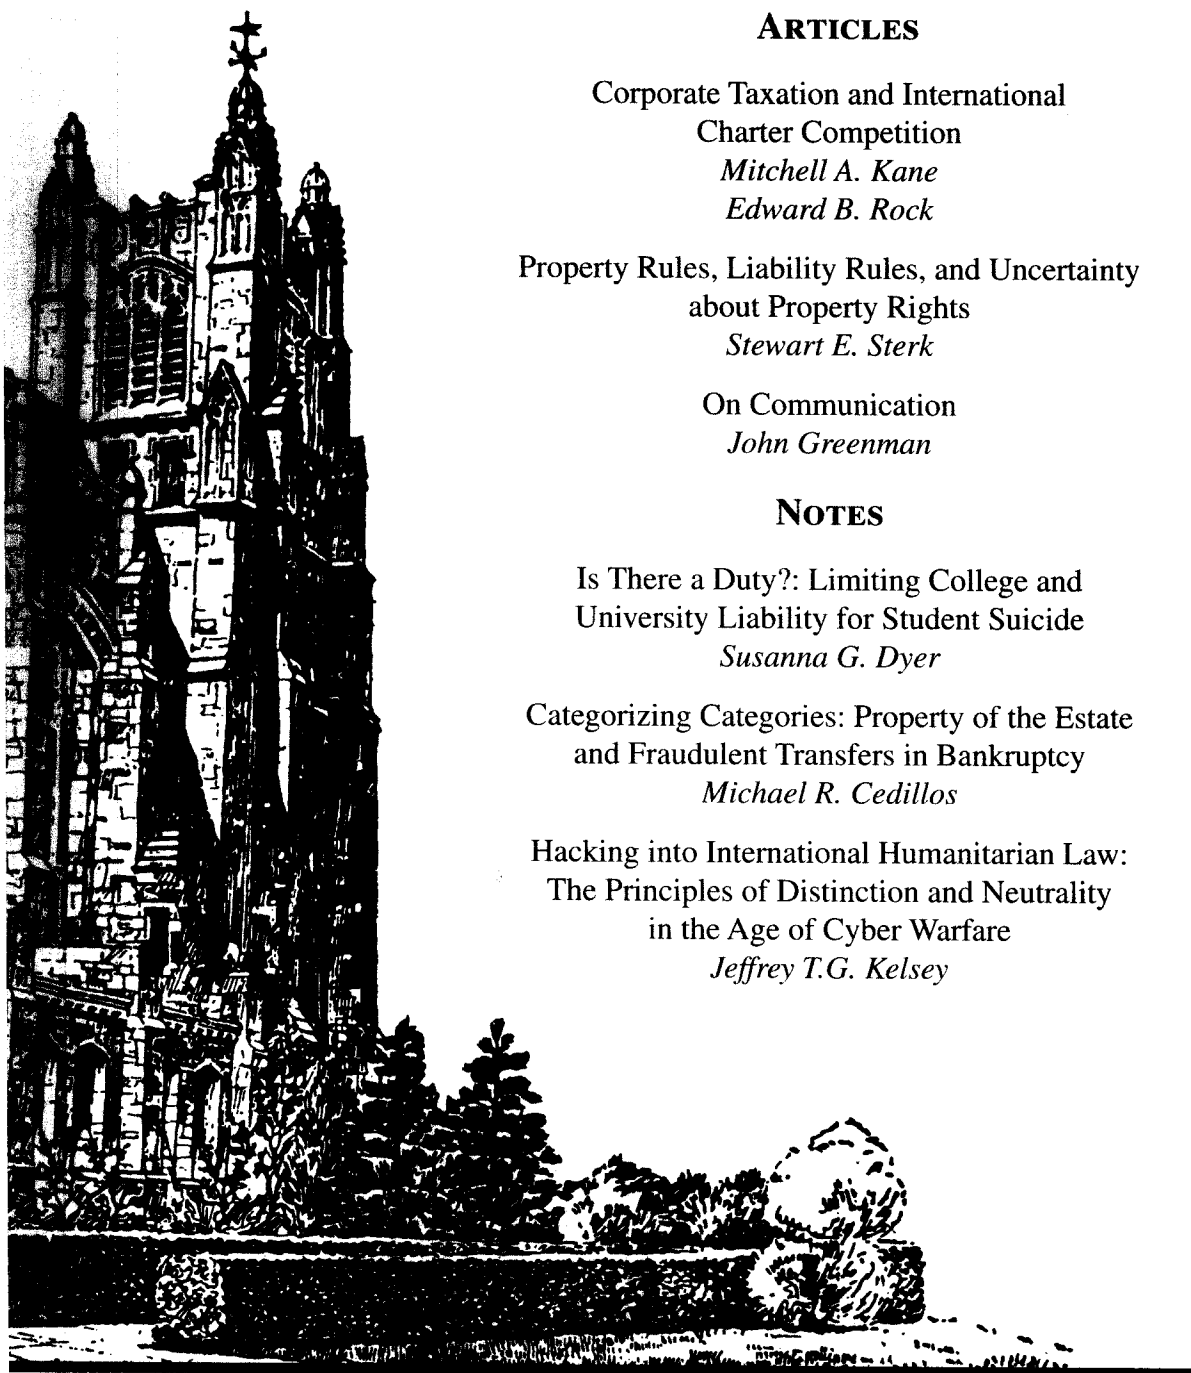 ARTICLES
Corporate Taxation and International
Charter Competition
Mitchell A. Kane
Edward B. Rock
Property Rules, Liability Rules, and Uncertainty
about Property Rights
Stewart E. Sterk
On Communication
John Greenman
NOTES
Is There a Duty?: Limiting College and
University Liability for Student Suicide
Susanna G. Dyer
Categorizing Categories: Property of the Estate
and Fraudulent Transfers in Bankruptcy
Michael R. Cedillos
Hacking into International Humanitarian Law:
The Principles of Distinction and Neutrality
in the Age of Cyber Warfare
Jeffrey T.G. Kelsey